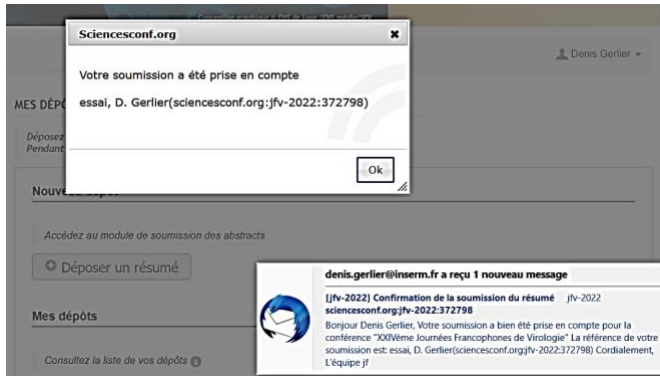 Sciencesconf.org
Votre soumission a été prise en compte
essai, D. Gerlier(sciencesconf.org:jfv-2022:372798)
Ok
Denis Gerlier
MES DÉPÔ
Déposez
Pendant
Nouve
Accédez au module de soumission des abstracts
Déposer un résumé
Mes dépôts
Consultez la liste de vos dépôts
denis.gerlier@inserm.fr a reçu 1 nouveau message
[jfv-2022] Confirmation de la soumission du résumé jfv-2022
sciencesconf.org:jfv-2022:372798
Bonjour Denis Gerlier, Votre soumission a bien été prise en compte pour la
conférence "XXIVème Journées Francophones de Virologie" La référence de votre
soumission est: essai, D. Gerlier(sciencesconf.org:jfv-2022:372798) Cordialement,
L'équipe jf